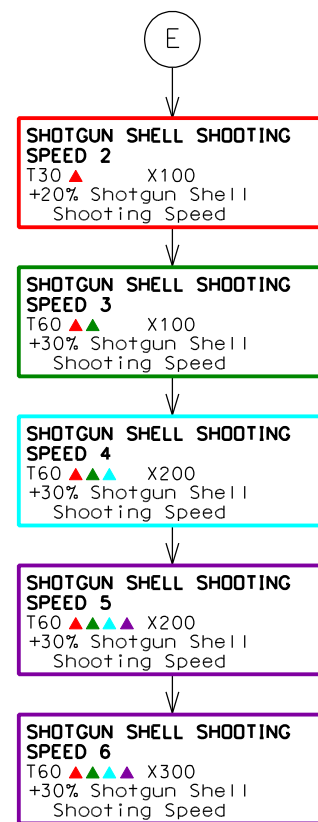 E
SHOTGUN SHELL SHOOTING
SPEED 2
T30 X100
+20% Shotgun Shell
Shooting Speed
SHOTGUN SHELL SHOOTING
SPEED 3
T60 X100
+30% Shotgun Shell
Shooting Speed
SHOTGUN SHELL SHOOTING
SPEED 4
T60 X200
+30% Shotgun Shell
Shooting Speed
SHOTGUN SHELL SHOOTING
SPEED 5
T60 X200
+30% Shotgun Shell
Shooting Speed
SHOTGUN SHELL SHOOTING
SPEED 6
T60 X300
+30% Shotgun Shell
Shooting Speed